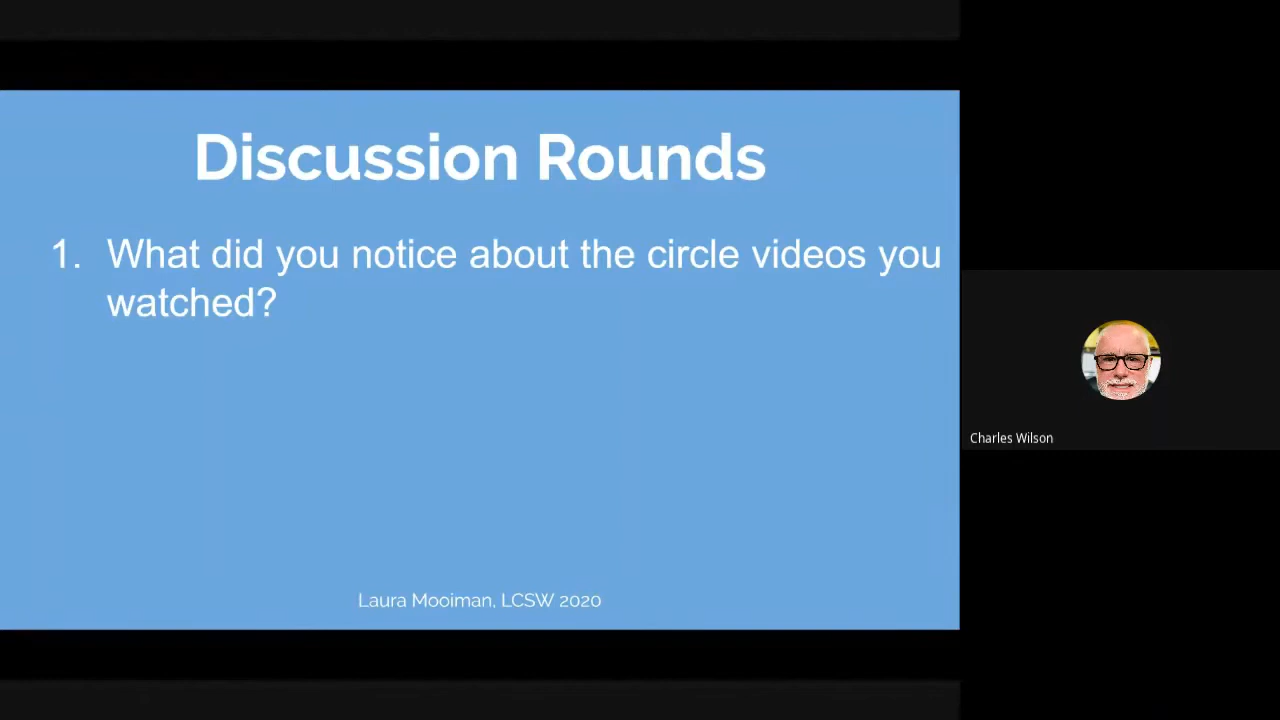 Discussion Rounds
1. What did you notice about the circle videos you
watched?
Laura Mooiman, LCSW 2020
Charles Wilson